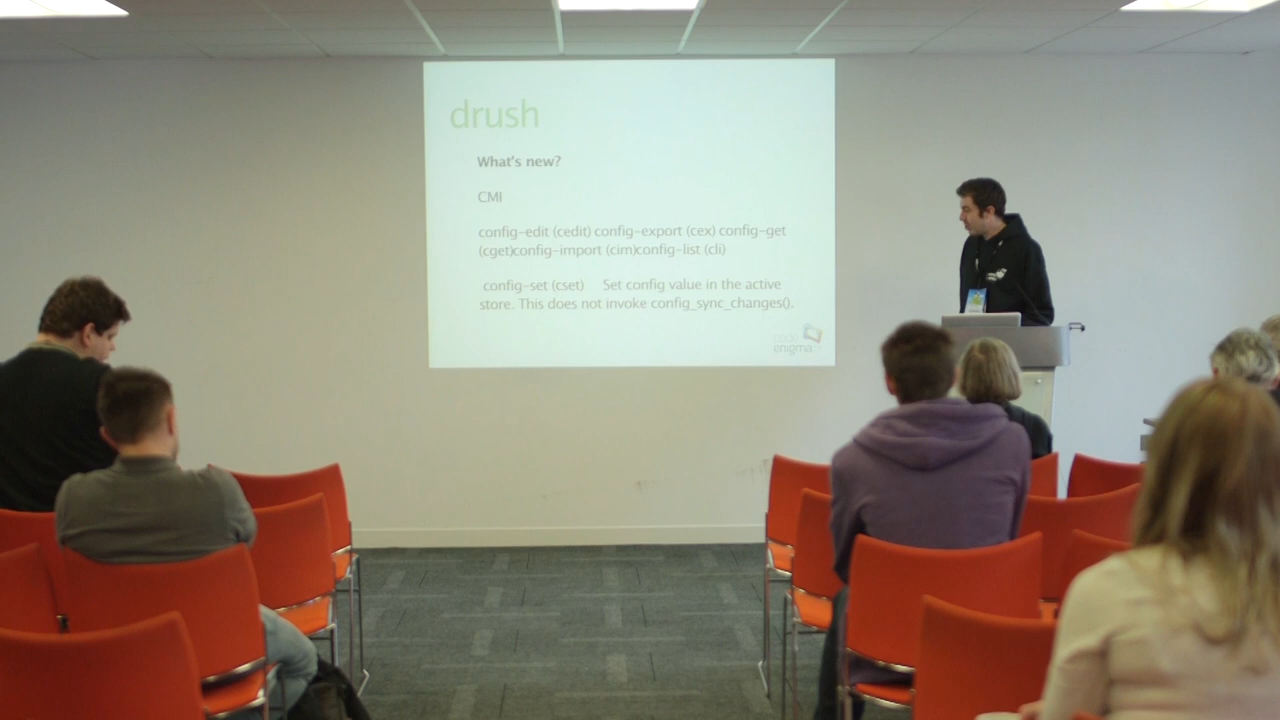 drush
What's new?
CMI
config-edit (cedit) config-export (cex) config-get
(cget)config-import (cim)config-list (cli)
config-set (cset) Set config value in the active
store. This does not invoke config_sync_changes().
enigma